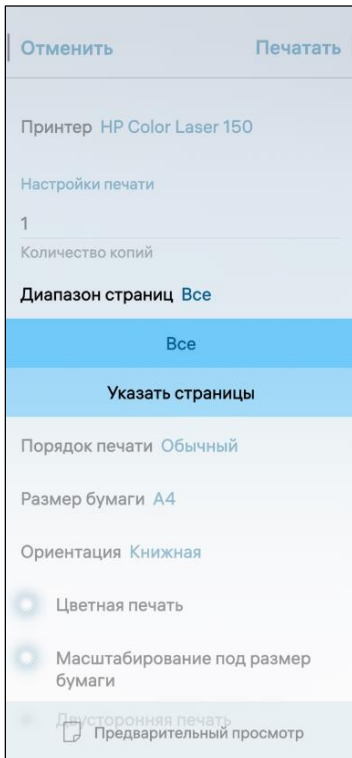 Отменить Печатать
Принтер HP Color Laser 150
Настройки печати
1
Количество копий
Диапазон страниц Все
Все
Указать страницы
Порядок печати Обычный
Размер бумаги A4
Ориентация Книжная
Цветная печать
Масштабирование под размер
бумаги
Двусторонняя печать
Предварительный просмотр